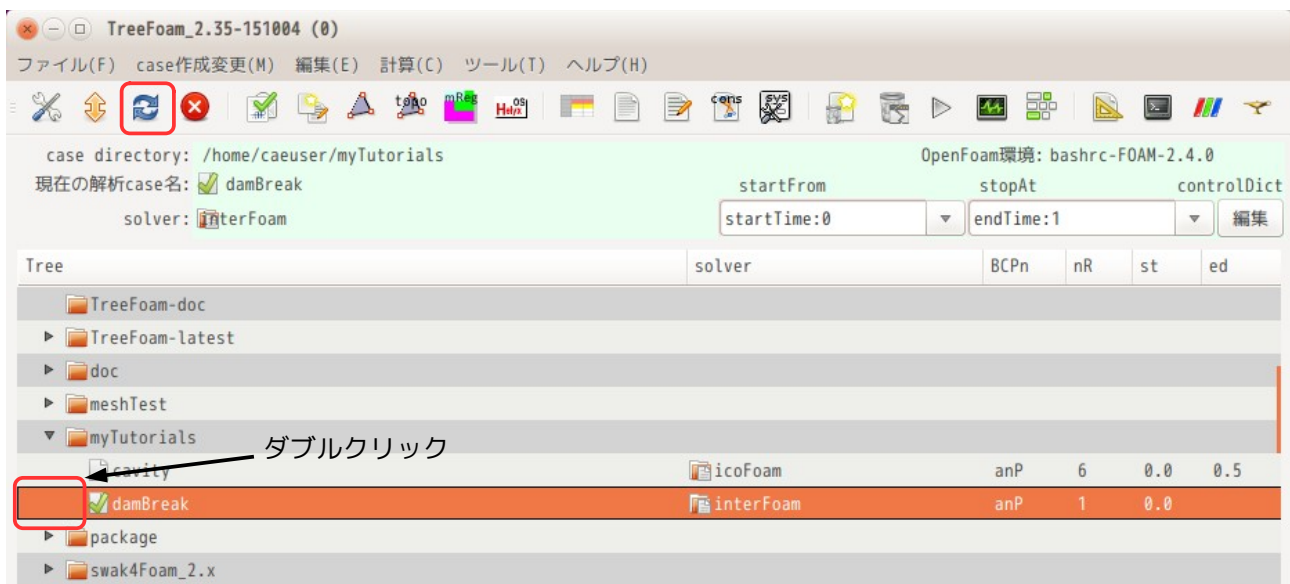 TreeFoam_2.35-151004 (0)
ファイル(F) case作成変更(M) 編集(E) 計算(C) ツール(T) ヘルプ(H)
topo mReg Helyx OS cons sys
case directory: /home/caeuser/myTutorials OpenFoam環境: bashrc-FOAM-2.4.0
現在の解析case名: damBreak startFrom stopAt controlDict
solver: interFoam startTime:0 endTime:1 編集
Tree solver BCPn nR st ed
TreeFoam-doc
TreeFoam-latest
doc
meshTest
myTutorials
ダブルクリック
cavity icoFoam anP 6 0.0 0.5
damBreak interFoam anP 1 0.0
package
swak4Foam_2.x